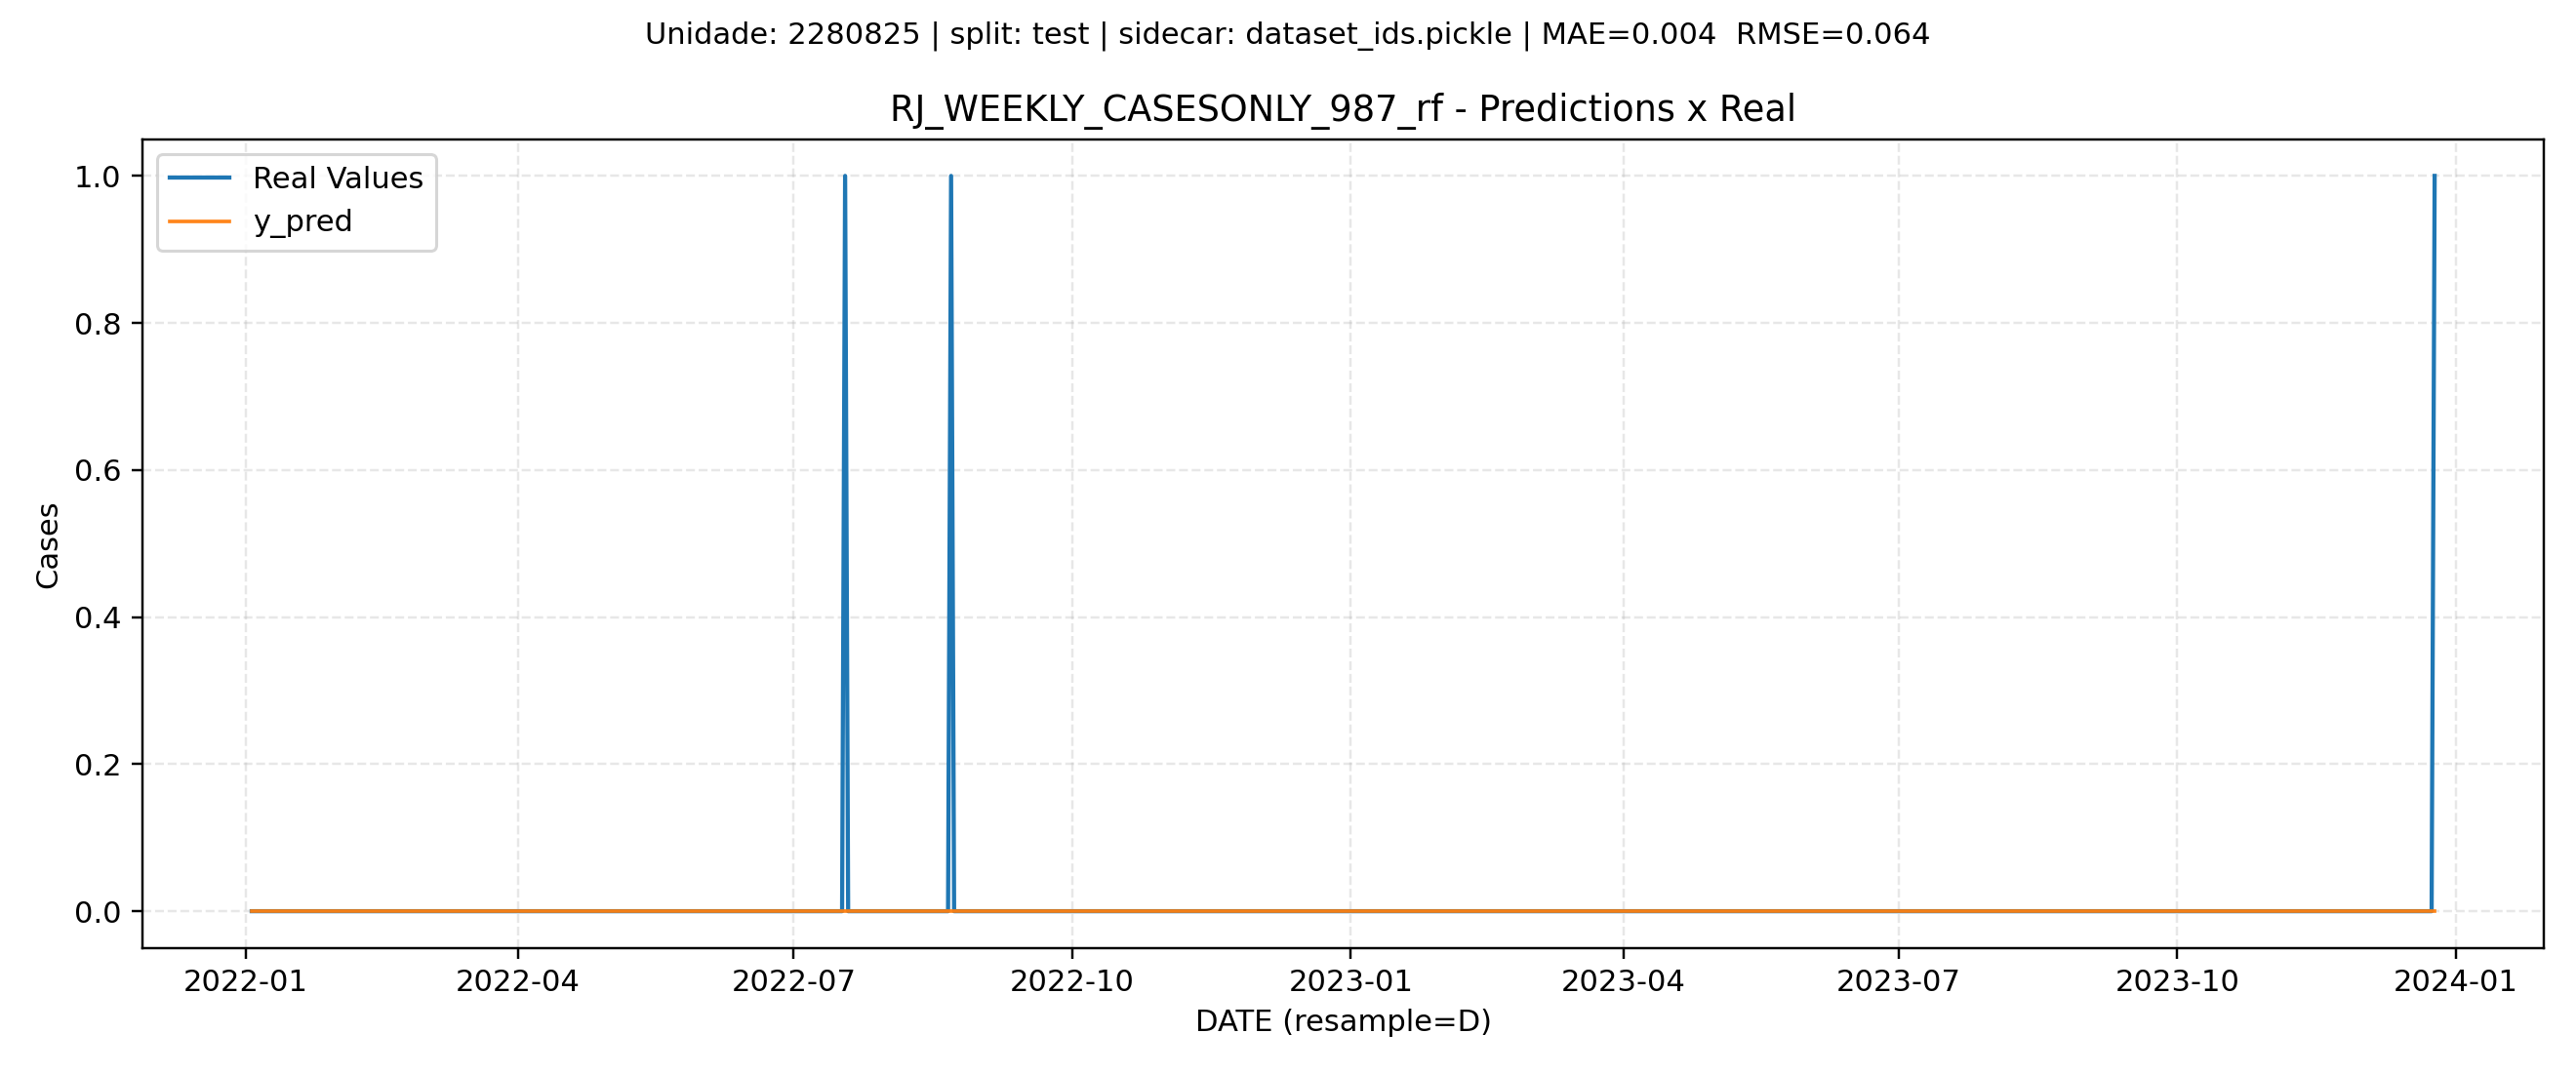 Unidade: 2280825 | split: test | sidecar: dataset_ids.pickle | MAE=0.004  RMSE=0.064
RJ_WEEKLY_CASESONLY_987_rf - Predictions x Real
Real Values
y_pred
1.0
0.8
0.6
0.4
0.2
0.0
Cases
2022-01 2022-04 2022-07 2022-10 2023-01 2023-04 2023-07 2023-10 2024-01
DATE (resample=D)